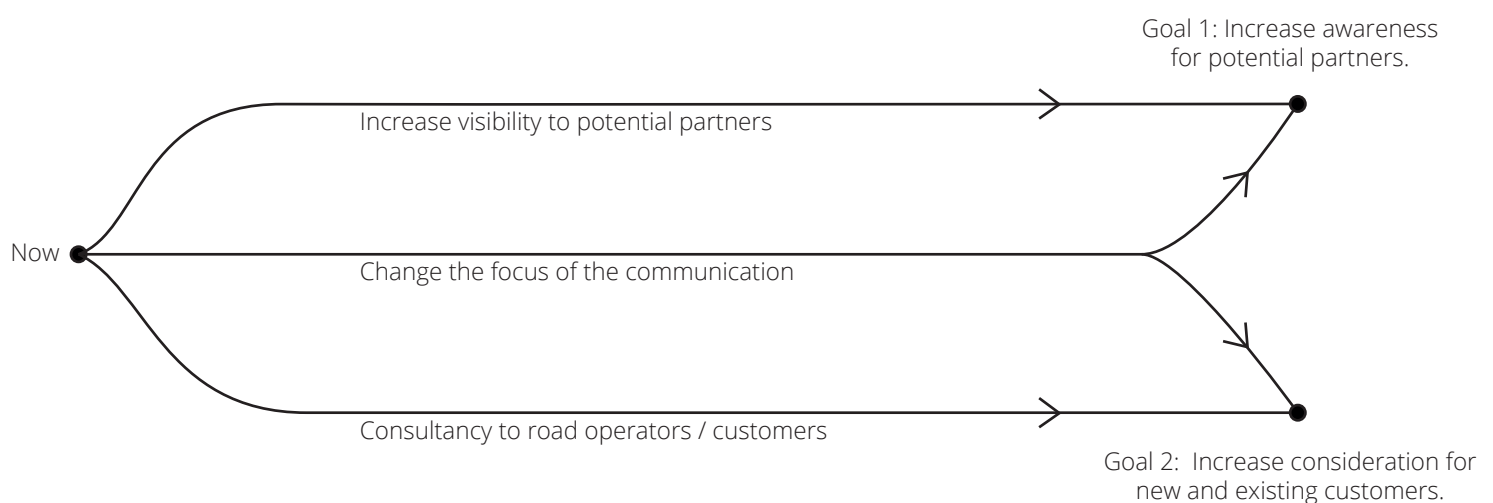 Goal 1: Increase awareness
for potential partners.
Increase visibility to potential partners
Now
Change the focus of the communication
Consultancy to road operators / customers
Goal 2:  Increase consideration for
new and existing customers.